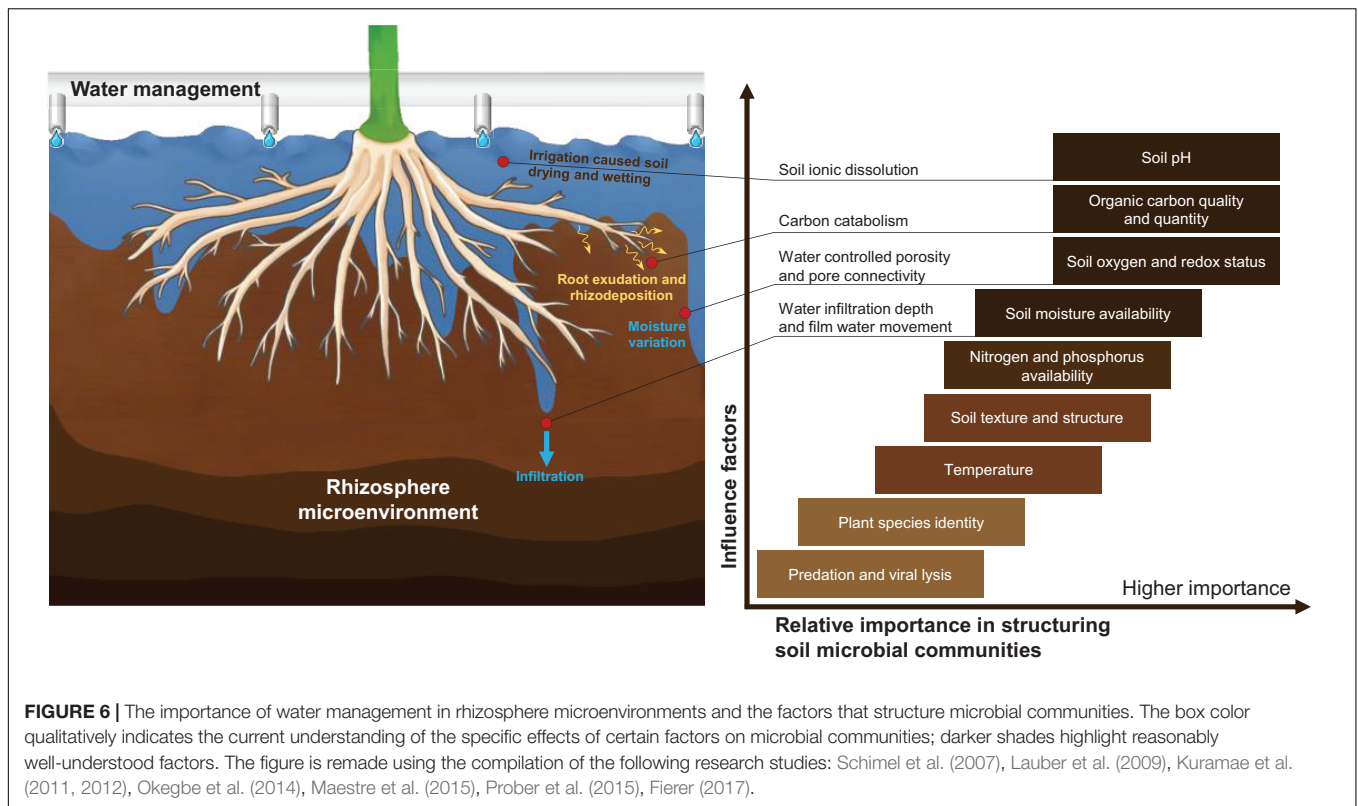 Water management
Irrigation caused soil
drying and wetting
Root exudation and
rhizodeposition
Moisture
variation
Infiltration
Rhizosphere
microenvironment
Soil ionic dissolution
Carbon catabolism
Water controlled porosity
and pore connectivity
Water infiltration depth
and film water movement
Influence factors
Soil pH
Organic carbon quality
and quantity
Soil oxygen and redox status
Soil moisture availability
Nitrogen and phosphorus
availability
Soil texture and structure
Temperature
Plant species identity
Predation and viral lysis
Higher importance
Relative importance in structuring
soil microbial communities
FIGURE 6 | The importance of water management in rhizosphere microenvironments and the factors that structure microbial communities. The box color
qualitatively indicates the current understanding of the specific effects of certain factors on microbial communities; darker shades highlight reasonably
well-understood factors. The figure is remade using the compilation of the following research studies: Schimel et al. (2007), Lauber et al. (2009), Kuramae et al.
(2011, 2012), Okegbe et al. (2014), Maestre et al. (2015), Prober et al. (2015), Fierer (2017).